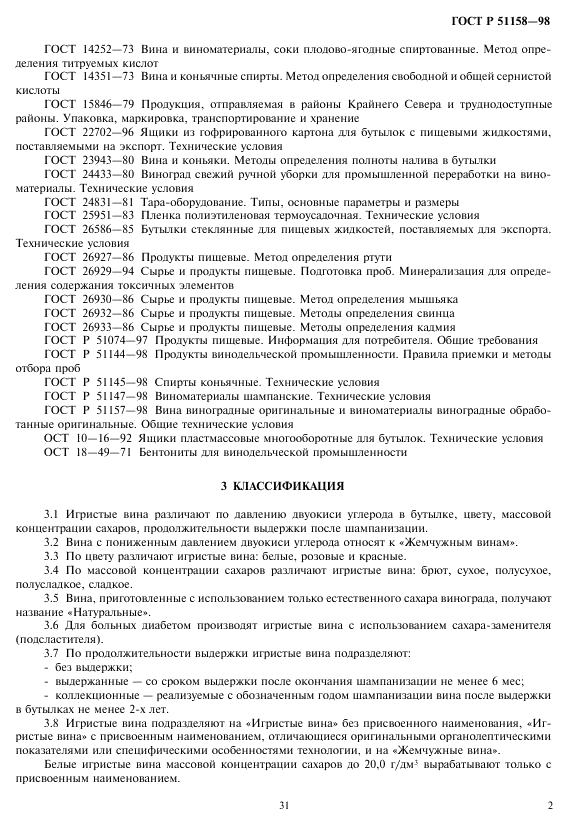 ГОСТ Р 51158—98
ГОСТ 14252—73 Вина и виноматериалы, соки плодово-ягодные спиртованные. Метод опре-
деления титруемых кислот
ГОСТ 14351—73 Вина и коньячные спирты. Метод определения свободной и общей сернистой
кислоты
ГОСТ 15846—79 Продукция, отправляемая в районы Крайнего Севера и труднодоступные
районы. Упаковка, маркировка, транспортирование и хранение
ГОСТ 22702—96 Ящики из гофрированного картона для бутылок с пищевыми жидкостями,
поставляемыми на экспорт. Технические условия
ГОСТ 23943—80 Вина и коньяки. Методы определения полноты налива в бутылки
ГОСТ 24433—80 Виноград свежий ручной уборки для промышленной переработки на вино-
материалы. Технические условия
ГОСТ 24831—81 Тара-оборудование. Типы, основные параметры и размеры
ГОСТ 25951—83 Пленка полиэтиленовая термоусадочная. Технические условия
ГОСТ 26586—85 Бутылки стеклянные для пищевых жидкостей, поставляемых для экспорта.
Технические условия
ГОСТ 26927—86 Продукты пищевые. Метод определения ртути
ГОСТ 26929—94 Сырье и продукты пищевые. Подготовка проб. Минерализация для опреде-
ления содержания токсичных элементов
ГОСТ 26930—86 Сырье и продукты пищевые. Метод определения мышьяка
ГОСТ 26932—86 Сырье и продукты пищевые. Методы определения свинца
ГОСТ 26933—86 Сырье и продукты пищевые. Методы определения кадмия
ГОСТ Р 51074—97 Продукты пищевые. Информация для потребителя. Общие требования
ГОСТ Р 51144—98 Продукты винодельческой промышленности. Правила приемки и методы
отбора проб
ГОСТ Р 51145—98 Спирты коньячные. Технические условия
ГОСТ Р 51147—98 Виноматериалы шампанские. Технические условия
ГОСТ Р 51157—98 Вина виноградные оригинальные и виноматериалы виноградные обрабо-
танные оригинальные. Общие технические условия
ОСТ 10—16—92 Ящики пластмассовые многооборотные для бутылок. Технические условия
ОСТ 18—49—71 Бентониты для винодельческой промышленности
3 КЛАССИФИКАЦИЯ
3.1 Игристые вина различают по давлению двуокиси углерода в бутылке, цвету, массовой
концентрации сахаров, продолжительности выдержки после шампанизации.
3.2 Вина с пониженным давлением двуокиси углерода относят к «Жемчужным винам».
3.3 По цвету различают игристые вина: белые, розовые и красные.
3.4 По массовой концентрации сахаров различают игристые вина: брют, сухое, полусухое,
полусладкое, сладкое.
3.5 Вина, приготовленные с использованием только естественного сахара винограда, получают
название «Натуральные».
3.6 Для больных диабетом производят игристые вина с использованием сахара-заменителя
(подсластителя).
3.7 По продолжительности выдержки игристые вина подразделяют:
- без выдержки;
- выдержанные — со сроком выдержки после окончания шампанизации не менее 6 мес;
- коллекционные — реализуемые с обозначенным годом шампанизации вина после выдержки
в бутылках не менее 2-х лет.
3.8 Игристые вина подразделяют на «Игристые вина» без присвоенного наименования, «Иг-
ристые вина» с присвоенным наименованием, отличающиеся оригинальными органолептическими
показателями или специфическими особенностями технологии, и на «Жемчужные вина».
Белые игристые вина массовой концентрации сахаров до 20,0 г/дм³ вырабатывают только с
присвоенным наименованием.
31
2